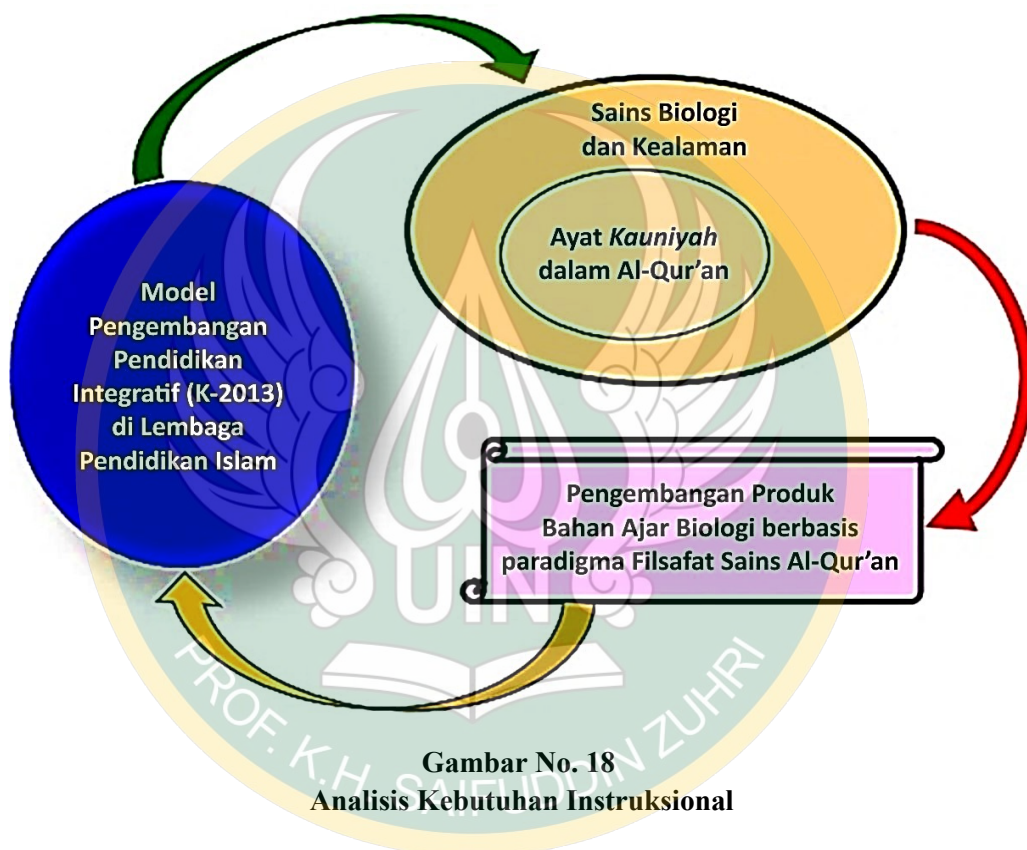 Sains Biologi
dan Kealaman
Ayat Kauniyah
dalam Al-Qur’an
Model
Pengembangan
Pendidikan
Integratif (K-2013)
di Lembaga
Pendidikan Islam
Pengembangan Produk
Bahan Ajar Biologi berbasis
paradigma Filsafat Sains Al-Qur’an
UIN
PROF. K.H. SAIFUDDIN ZUHRI
Gambar No. 18
Analisis Kebutuhan Instruksional